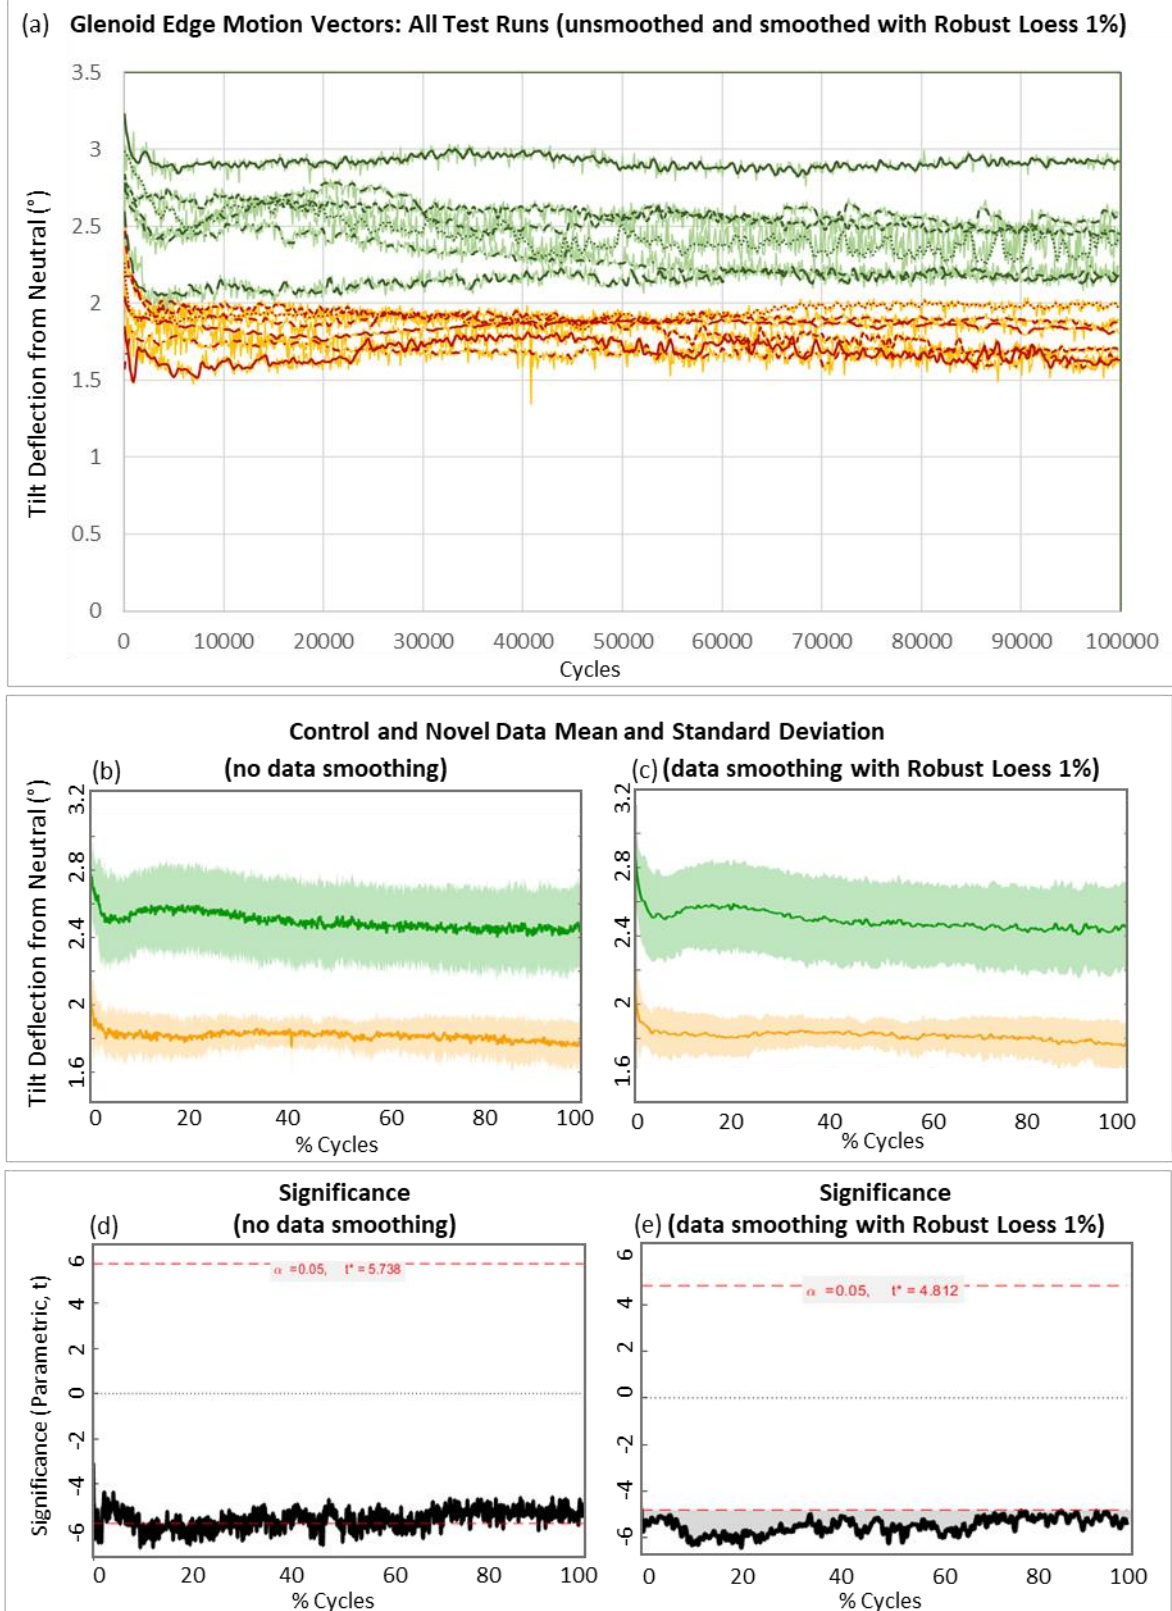 (a) Glenoid Edge Motion Vectors: All Test Runs (unsmoothed and smoothed with Robust Loess 1%)
Tilt Deflection from Neutral (°)
3.5
3
2.5
2
1.5
1
0.5
0
0 10000 20000 30000 40000 50000 60000 70000 80000 90000 100000
Cycles
Control and Novel Data Mean and Standard Deviation
(b) (no data smoothing)
(c) (data smoothing with Robust Loess 1%)
Tilt Deflection from Neutral (°)
3.2
2.8
2.4
2
1.6
0 20 40 60 80 100
% Cycles
3.2
2.8
2.4
2
1.6
0 20 40 60 80 100
% Cycles
Significance
(d) (no data smoothing)
Significance
(e) (data smoothing with Robust Loess 1%)
Significance (Parametric, t)
6
4
2
0
-2
-4
-6
α =0.05, t* = 5.738
0 20 40 60 80 100
% Cycles
6
4
2
0
-2
-4
-6
α =0.05, t* = 4.812
0 20 40 60 80 100
% Cycles